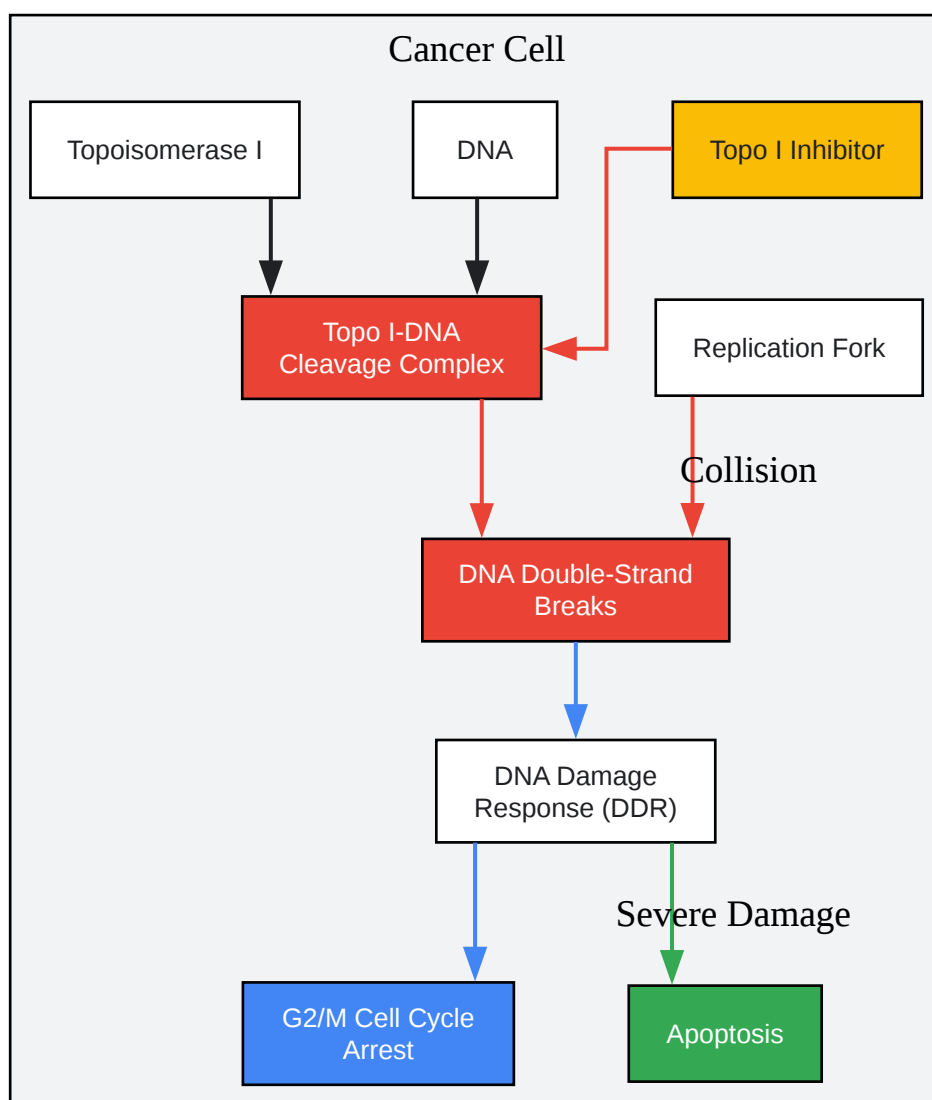 Cancer Cell
Topoisomerase I
DNA
Topo I Inhibitor
Topo I-DNA
Cleavage Complex
Replication Fork
Collision
DNA Double-Strand
Breaks
DNA Damage
Response (DDR)
Severe Damage
G2/M Cell Cycle
Arrest
Apoptosis